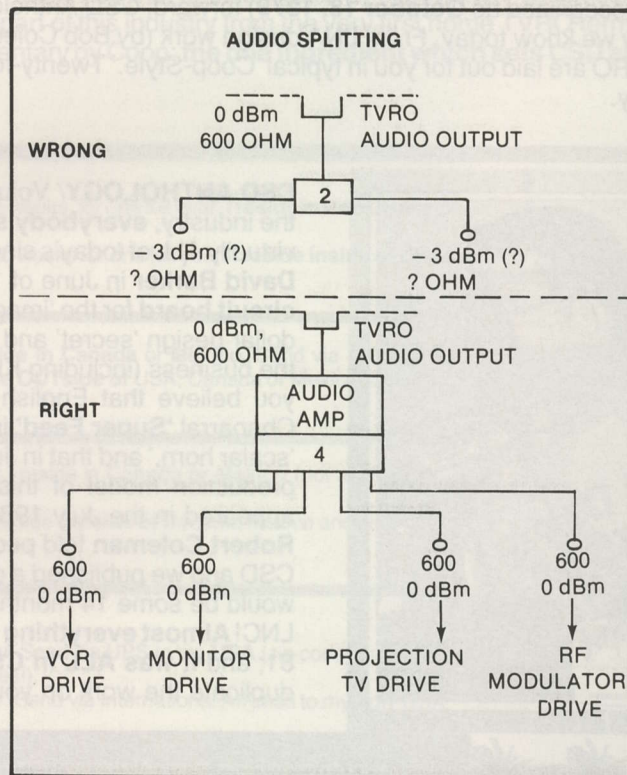 AUDIO SPLITTING
0 dBm
600 OHM
TVRO
AUDIO OUTPUT
WRONG
2
– 3 dBm (?)
? OHM
– 3 dBm (?)
? OHM
0 dBm,
600 OHM
TVRO
AUDIO OUTPUT
RIGHT
AUDIO
AMP
4
600
0 dBm
600
0 dBm
600
0 dBm
600
0 dBm
VCR
DRIVE
MONITOR
DRIVE
PROJECTION
TV DRIVE
RF
MODULATOR
DRIVE